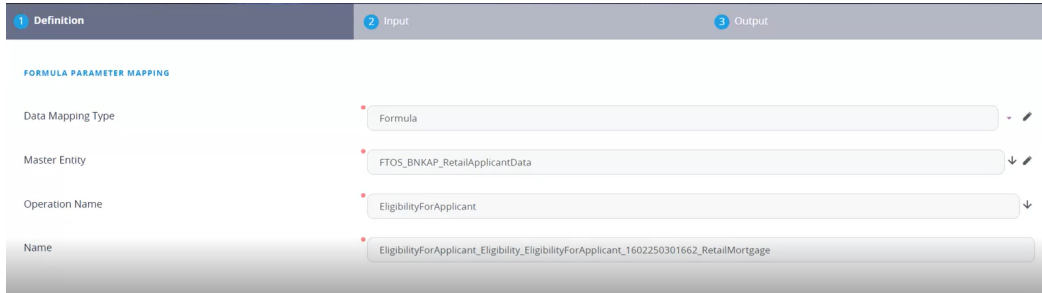 1 Definition 2 Input 3 Output
FORMULA PARAMETER MAPPING
Data Mapping Type Formula
Master Entity FTOS_BNKAP_RetailApplicantData
Operation Name EligibilityForApplicant
Name EligibilityForApplicant_Eligibility_EligibilityForApplicant_1602250301662_RetailMortgage